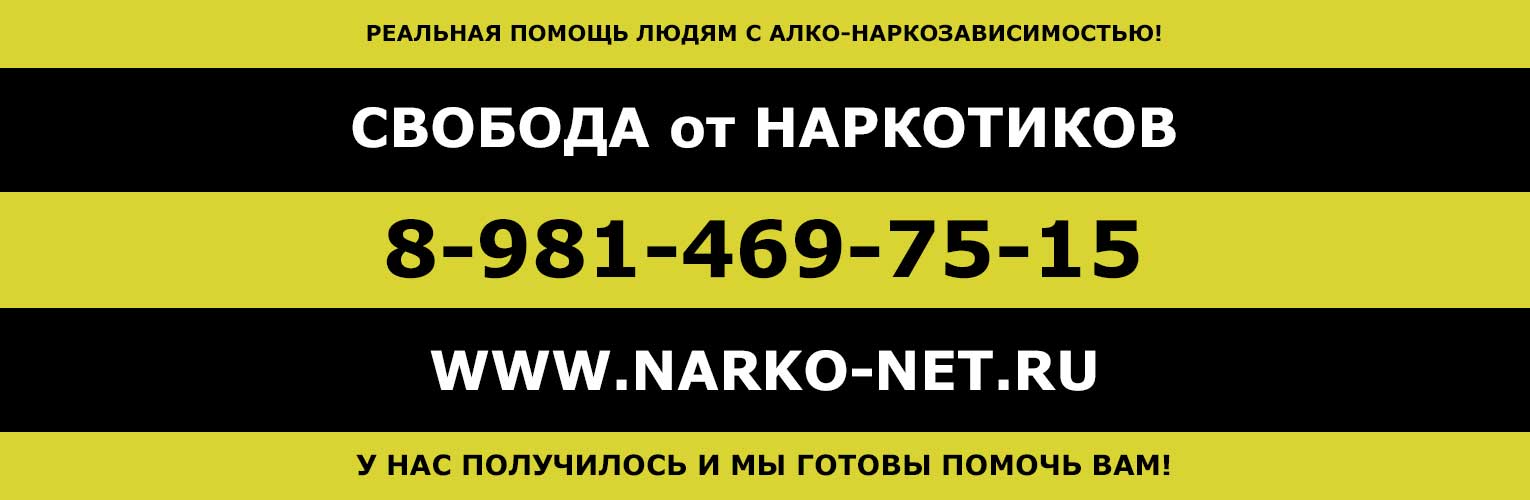 РЕАЛЬНАЯ ПОМОЩЬ ЛЮДЯМ С АЛКО-НАРКОЗАВИСИМОСТЬЮ!
СВОБОДА от НАРКОТИКОВ
8-981-469-75-15
WWW.NARKO-NET.RU
У НАС ПОЛУЧИЛОСЬ И МЫ ГОТОВЫ ПОМОЧЬ ВАМ!